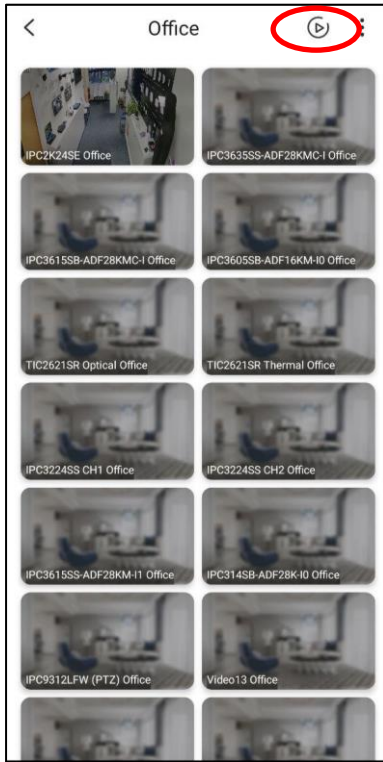 Office
IPC2K24SE Office
IPC3635SS-ADF28KMC-I Office
IPC3615SB-ADF28KMC-I Office
IPC3605SB-ADF16KM-I0 Office
TIC2621SR Optical Office
TIC2621SR Thermal Office
IPC3224SS CH1 Office
IPC3224SS CH2 Office
IPC3615SS-ADF28KM-I1 Office
IPC314SB-ADF28K-I0 Office
IPC9312LFW (PTZ) Office
Video13 Office